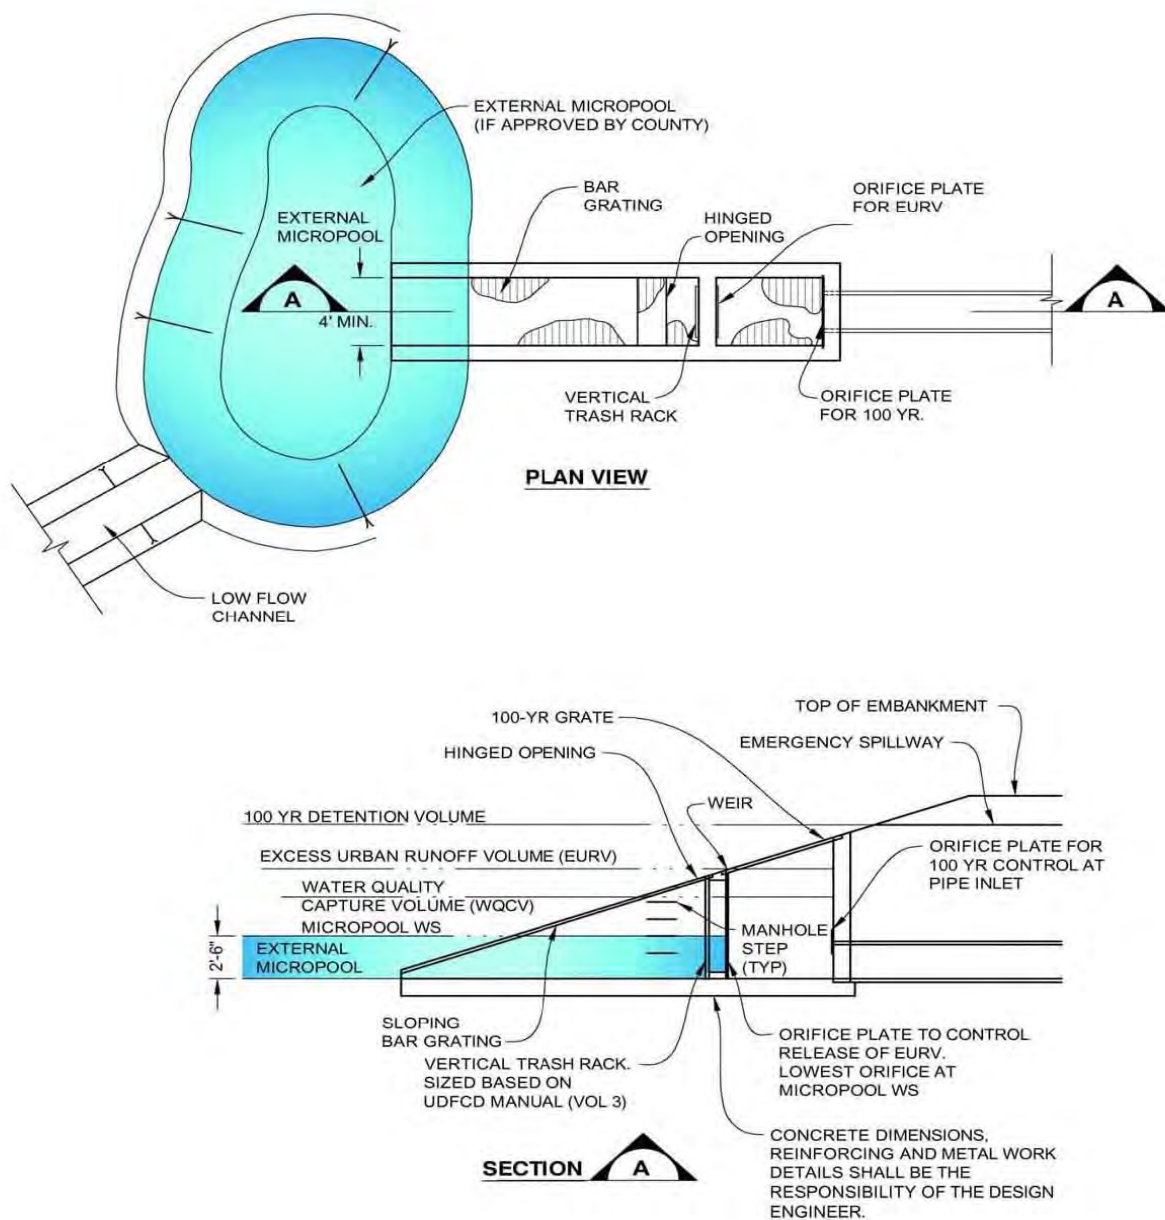 EXTERNAL MICROPOOL
(IF APPROVED BY COUNTY)
BAR
GRATING
ORIFICE PLATE
FOR EURV
HINGED
OPENING
EXTERNAL
MICROPOOL
A
A
4' MIN.
VERTICAL
TRASH RACK
ORIFICE PLATE
FOR 100 YR.
PLAN VIEW
LOW FLOW
CHANNEL
TOP OF EMBANKMENT
100-YR GRATE
EMERGENCY SPILLWAY
HINGED OPENING
WEIR
100 YR DETENTION VOLUME
ORIFICE PLATE FOR
100 YR CONTROL AT
PIPE INLET
EXCESS URBAN RUNOFF VOLUME (EURV)
WATER QUALITY
CAPTURE VOLUME (WQCV)
MICROPOOL WS
MANHOLE
STEP
(TYP)
2'-6"
EXTERNAL
MICROPOOL
SLOPING
BAR GRATING
VERTICAL TRASH RACK.
SIZED BASED ON
UDFCD MANUAL (VOL 3)
ORIFICE PLATE TO CONTROL
RELEASE OF EURV.
LOWEST ORIFICE AT
MICROPOOL WS
CONCRETE DIMENSIONS,
REINFORCING AND METAL WORK
DETAILS SHALL BE THE
RESPONSIBILITY OF THE DESIGN
ENGINEER.
SECTION A